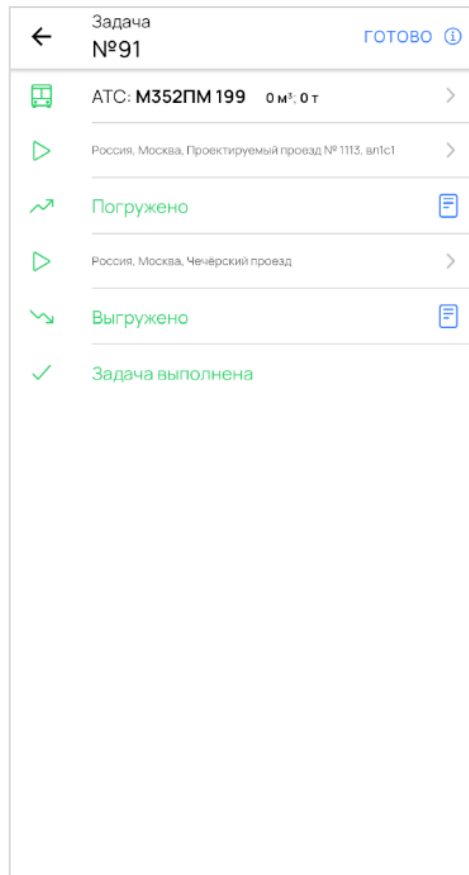 Задача
№91
ГОТОВО
АТС: М352ПМ 199 0 м³; 0 т
Россия, Москва, Проектируемый проезд № 1113, вл1с1
Погружено
Россия, Москва, Чечёрский проезд
Выгружено
Задача выполнена